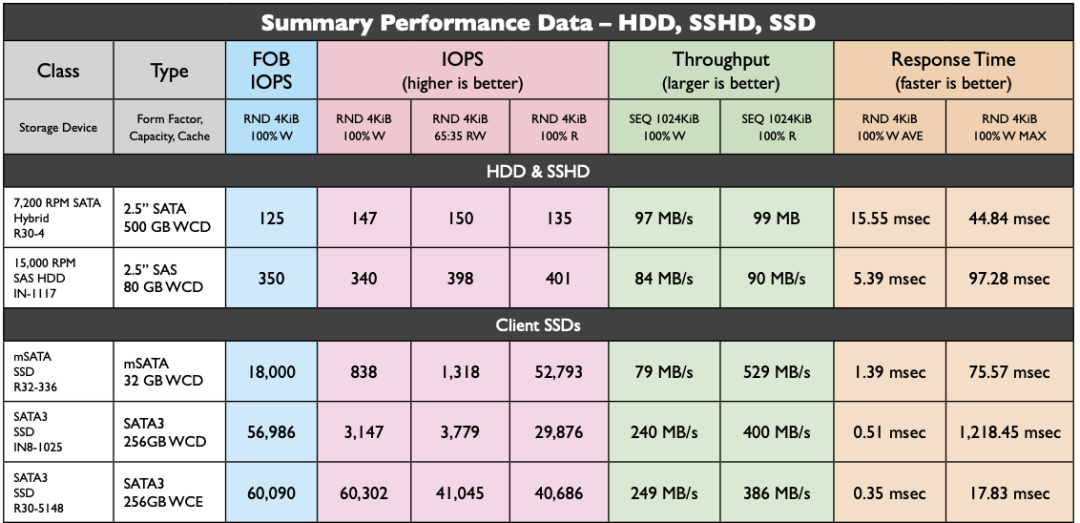 Summary Performance Data – HDD, SSHD, SSD
Class
Type
FOB
IOPS
IOPS
(higher is better)
Throughput
(larger is better)
Response Time
(faster is better)
Storage Device
Form Factor,
Capacity, Cache
RND 4KiB
100% W
RND 4KiB
100% W
RND 4KiB
65:35 RW
RND 4KiB
100% R
SEQ 1024KiB
100% W
SEQ 1024KiB
100% R
RND 4KiB
100% W AVE
RND 4KiB
100% W MAX
HDD & SSHD
7,200 RPM SATA
Hybrid
R30-4
2.5” SATA
500 GB WCD
125
147
150
135
97 MB/s
99 MB
15.55 msec
44.84 msec
15,000 RPM
SAS HDD
IN-1117
2.5” SAS
80 GB WCD
350
340
398
401
84 MB/s
90 MB/s
5.39 msec
97.28 msec
Client SSDs
mSATA
SSD
R32-336
mSATA
32 GB WCD
18,000
838
1,318
52,793
79 MB/s
529 MB/s
1.39 msec
75.57 msec
SATA3
SSD
IN8-1025
SATA3
256GB WCD
56,986
3,147
3,779
29,876
240 MB/s
400 MB/s
0.51 msec
1,218.45 msec
SATA3
SSD
R30-5148
SATA3
256GB WCE
60,090
60,302
41,045
40,686
249 MB/s
386 MB/s
0.35 msec
17.83 msec